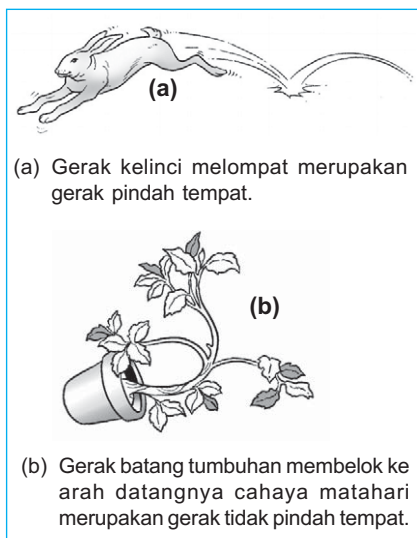 (a)
(a) Gerak kelinci melompat merupakan
gerak pindah tempat.
(b)
(b) Gerak batang tumbuhan membelok ke
arah datangnya cahaya matahari
merupakan gerak tidak pindah tempat.